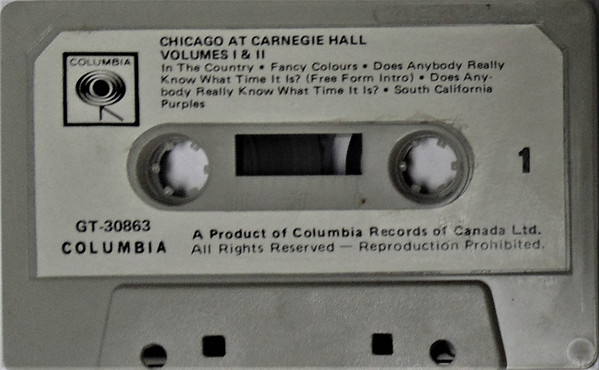 COLUMBIA
CHICAGO AT CARNEGIE HALL
VOLUMES I & II
In The Country • Fancy Colours • Does Anybody Really
Know What Time It Is? (Free Form Intro) • Does Any-
body Really Know What Time It Is? • South California
Purples
1
GT-30863
COLUMBIA
A Product of Columbia Records of Canada Ltd.
All Rights Reserved — Reproduction Prohibited.